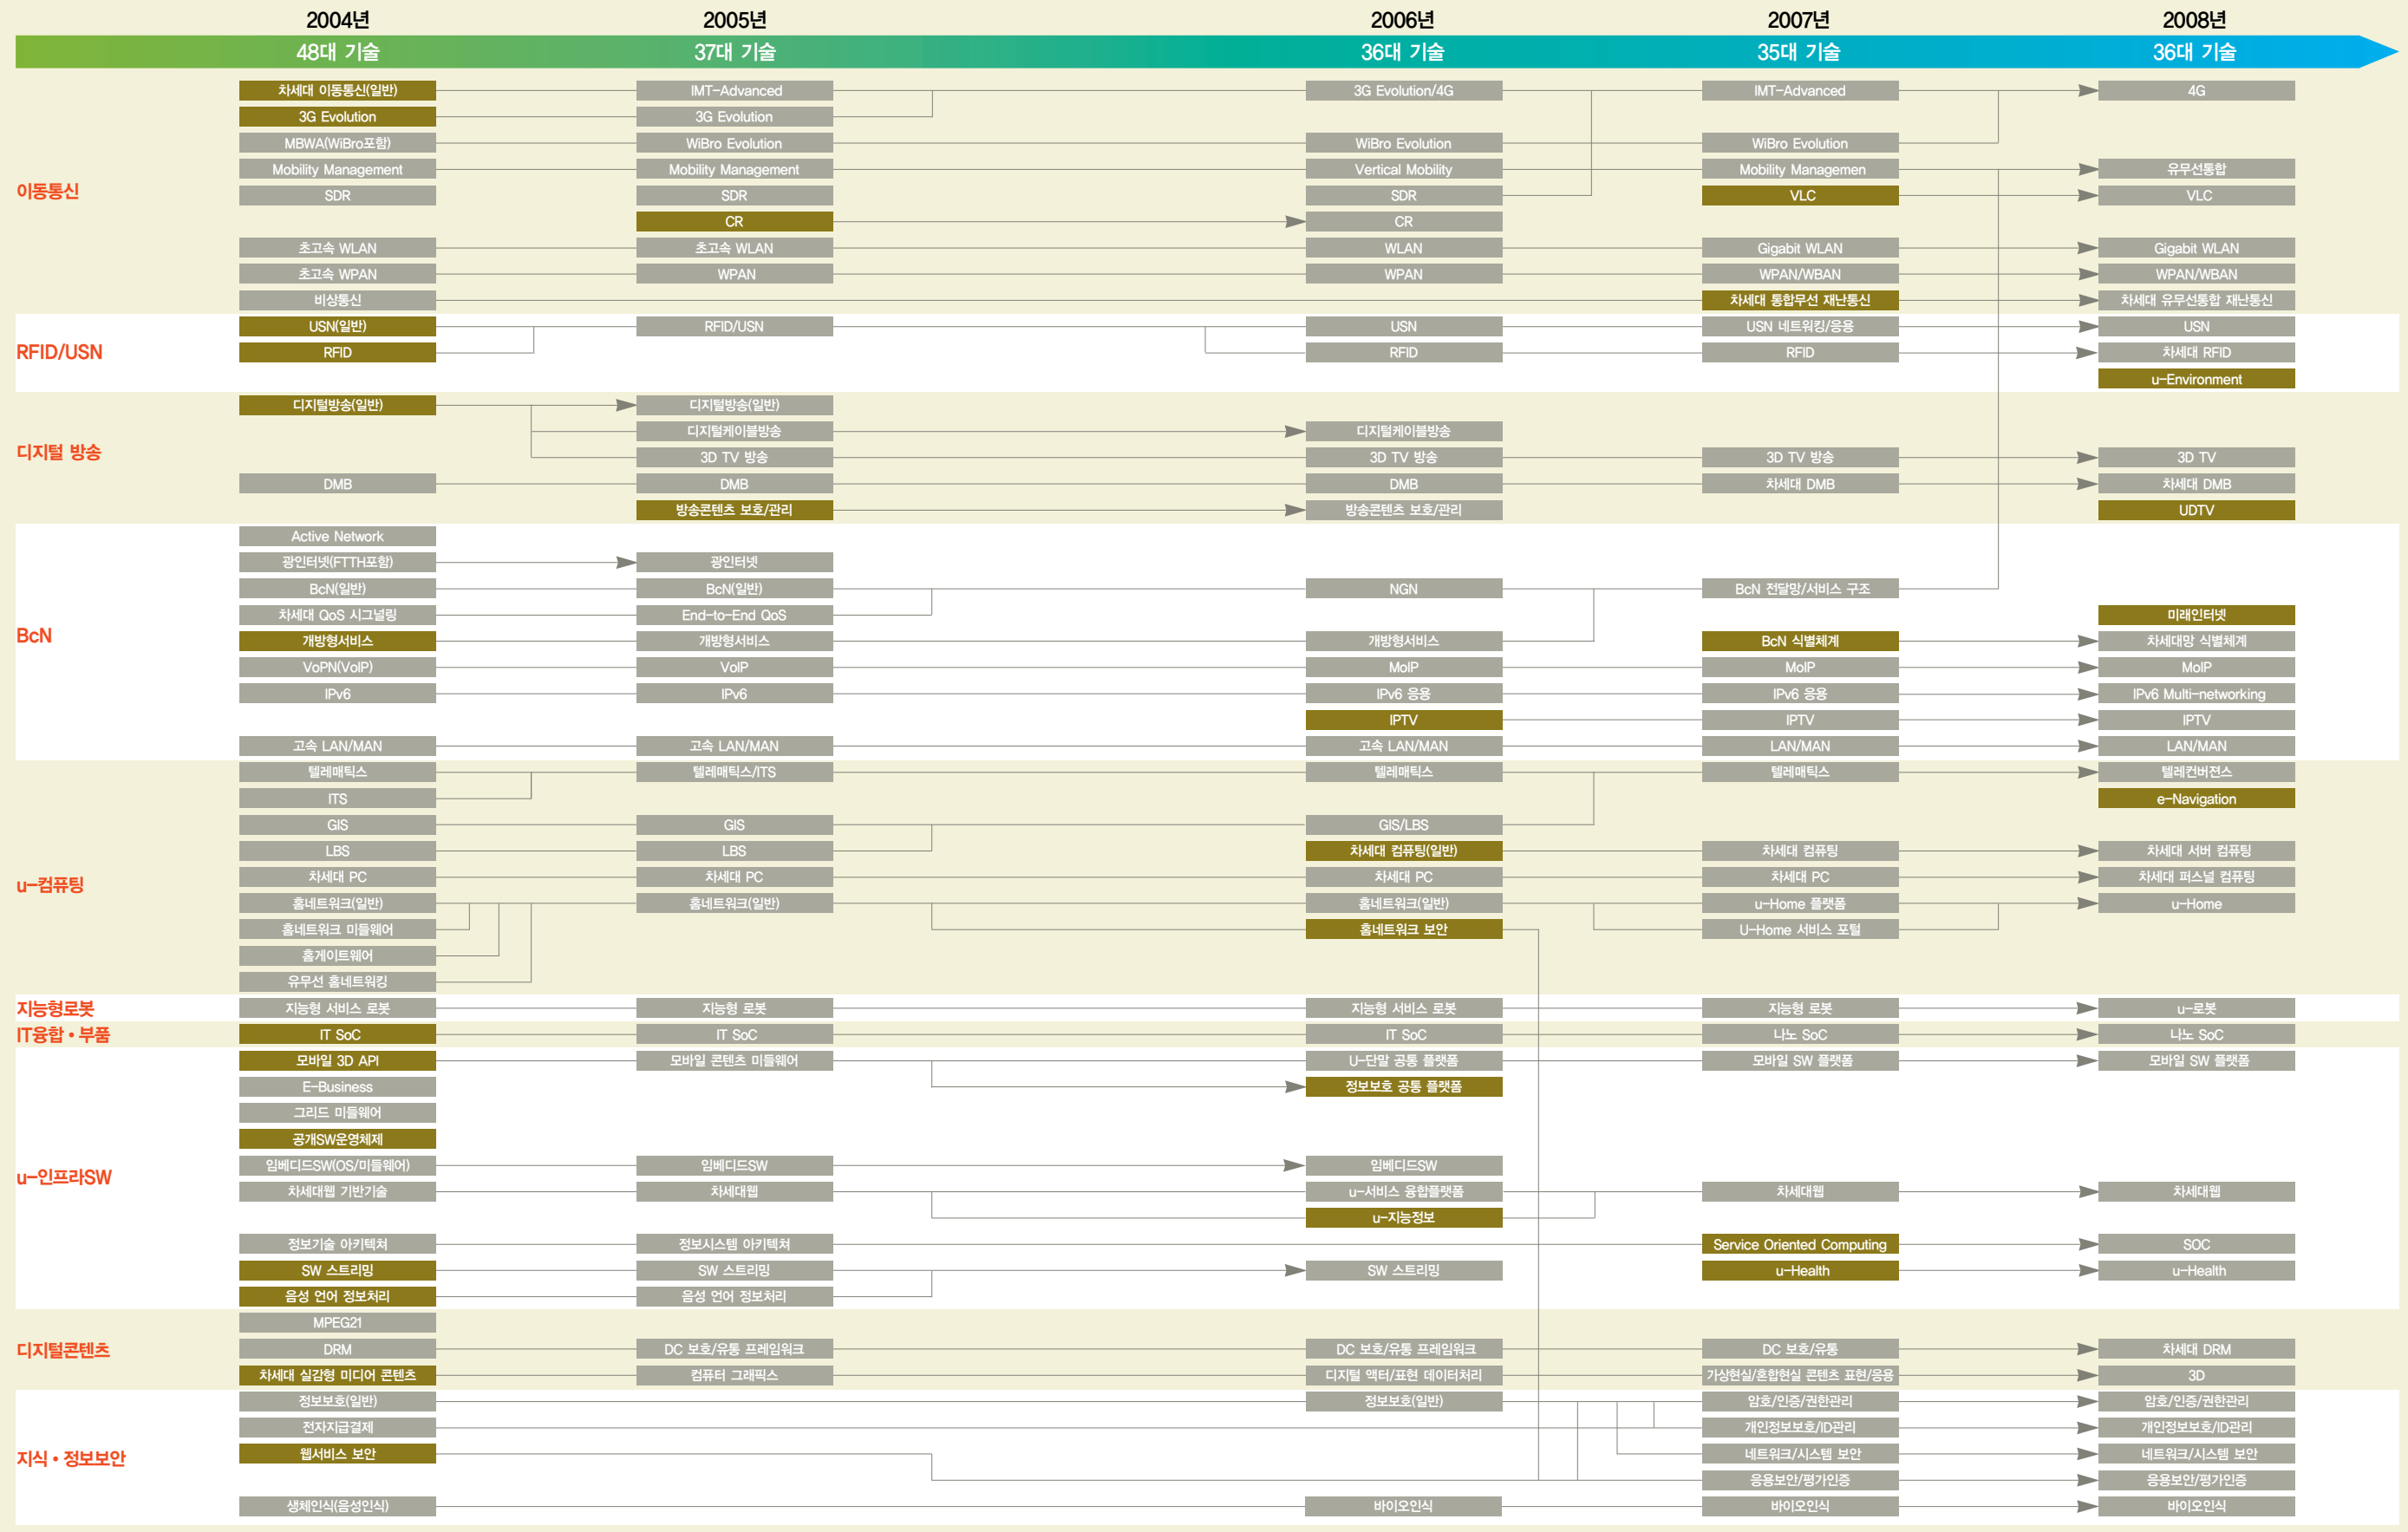 2004년 2005년 2006년 2007년 2008년
48대 기술 37대 기술 36대 기술 35대 기술 36대 기술
이동통신
차세대 이동통신(일반) IMT-Advanced 3G Evolution/4G IMT-Advanced 4G
3G Evolution 3G Evolution
MBWA(WiBro포함) WiBro Evolution WiBro Evolution WiBro Evolution
Mobility Management Mobility Management Vertical Mobility Mobility Managemen 유무선통합
SDR SDR SDR VLC VLC
CR CR
초고속 WLAN 초고속 WLAN WLAN Gigabit WLAN Gigabit WLAN
초고속 WPAN WPAN WPAN WPAN/WBAN WPAN/WBAN
비상통신 차세대 통합무선 재난통신 차세대 유무선통합 재난통신
RFID/USN
USN(일반) RFID/USN USN USN 네트워킹/응용 USN
RFID RFID RFID 차세대 RFID
u-Environment
디지털 방송
디지털방송(일반) 디지털방송(일반)
디지털케이블방송 디지털케이블방송
3D TV 방송 3D TV 방송 3D TV 방송 3D TV
DMB DMB DMB 차세대 DMB 차세대 DMB
방송콘텐츠 보호/관리 방송콘텐츠 보호/관리 UDTV
BcN
Active Network
광인터넷(FTTH포함) 광인터넷
BcN(일반) BcN(일반) NGN BcN 전달망/서비스 구조
차세대 QoS 시그널링 End-to-End QoS 미래인터넷
개방형서비스 개방형서비스 개방형서비스 BcN 식별체계 차세대망 식별체계
VoPN(VoIP) VoIP MoIP MoIP MoIP
IPv6 IPv6 IPv6 응용 IPv6 응용 IPv6 Multi-networking
IPTV IPTV IPTV
고속 LAN/MAN 고속 LAN/MAN 고속 LAN/MAN LAN/MAN LAN/MAN
u-컴퓨팅
텔레매틱스 텔레매틱스/ITS 텔레매틱스 텔레매틱스 텔레컨버젼스
ITS e-Navigation
GIS GIS GIS/LBS
LBS LBS 차세대 컴퓨팅(일반) 차세대 컴퓨팅 차세대 서버 컴퓨팅
차세대 PC 차세대 PC 차세대 PC 차세대 PC 차세대 퍼스널 컴퓨팅
홈네트워크(일반) 홈네트워크(일반) 홈네트워크(일반) u-Home 플랫폼 u-Home
홈네트워크 미들웨어 홈네트워크 보안 U-Home 서비스 포털
홈게이트웨어
유무선 홈네트워킹
지능형로봇
지능형 서비스 로봇 지능형 로봇 지능형 서비스 로봇 지능형 로봇 u-로봇
IT융합•부품
IT SoC IT SoC IT SoC 나노 SoC 나노 SoC
u-인프라SW
모바일 3D API 모바일 콘텐츠 미들웨어 U-단말 공통 플랫폼 모바일 SW 플랫폼 모바일 SW 플랫폼
E-Business 정보보호 공통 플랫폼
그리드 미들웨어
공개SW운영체제
임베디드SW(OS/미들웨어) 임베디드SW 임베디드SW
차세대웹 기반기술 차세대웹 u-서비스 융합플랫폼 차세대웹 차세대웹
u-지능정보
정보기술 아키텍쳐 정보시스템 아키텍쳐 Service Oriented Computing SOC
SW 스트리밍 SW 스트리밍 SW 스트리밍 u-Health u-Health
음성 언어 정보처리 음성 언어 정보처리
디지털콘텐츠
MPEG21
DRM DC 보호/유통 프레임워크 DC 보호/유통 프레임워크 DC 보호/유통 차세대 DRM
차세대 실감형 미디어 콘텐츠 컴퓨터 그래픽스 디지털 액터/표현 데이터처리 가상현실/혼합현실 콘텐츠 표현/응용 3D
지식•정보보안
정보보호(일반) 정보보호(일반) 암호/인증/권한관리 암호/인증/권한관리
전자지급결제 개인정보보호/ID관리 개인정보보호/ID관리
웹서비스 보안 네트워크/시스템 보안 네트워크/시스템 보안
응용보안/평가인증 응용보안/평가인증
생체인식(음성인식) 바이오인식 바이오인식 바이오인식